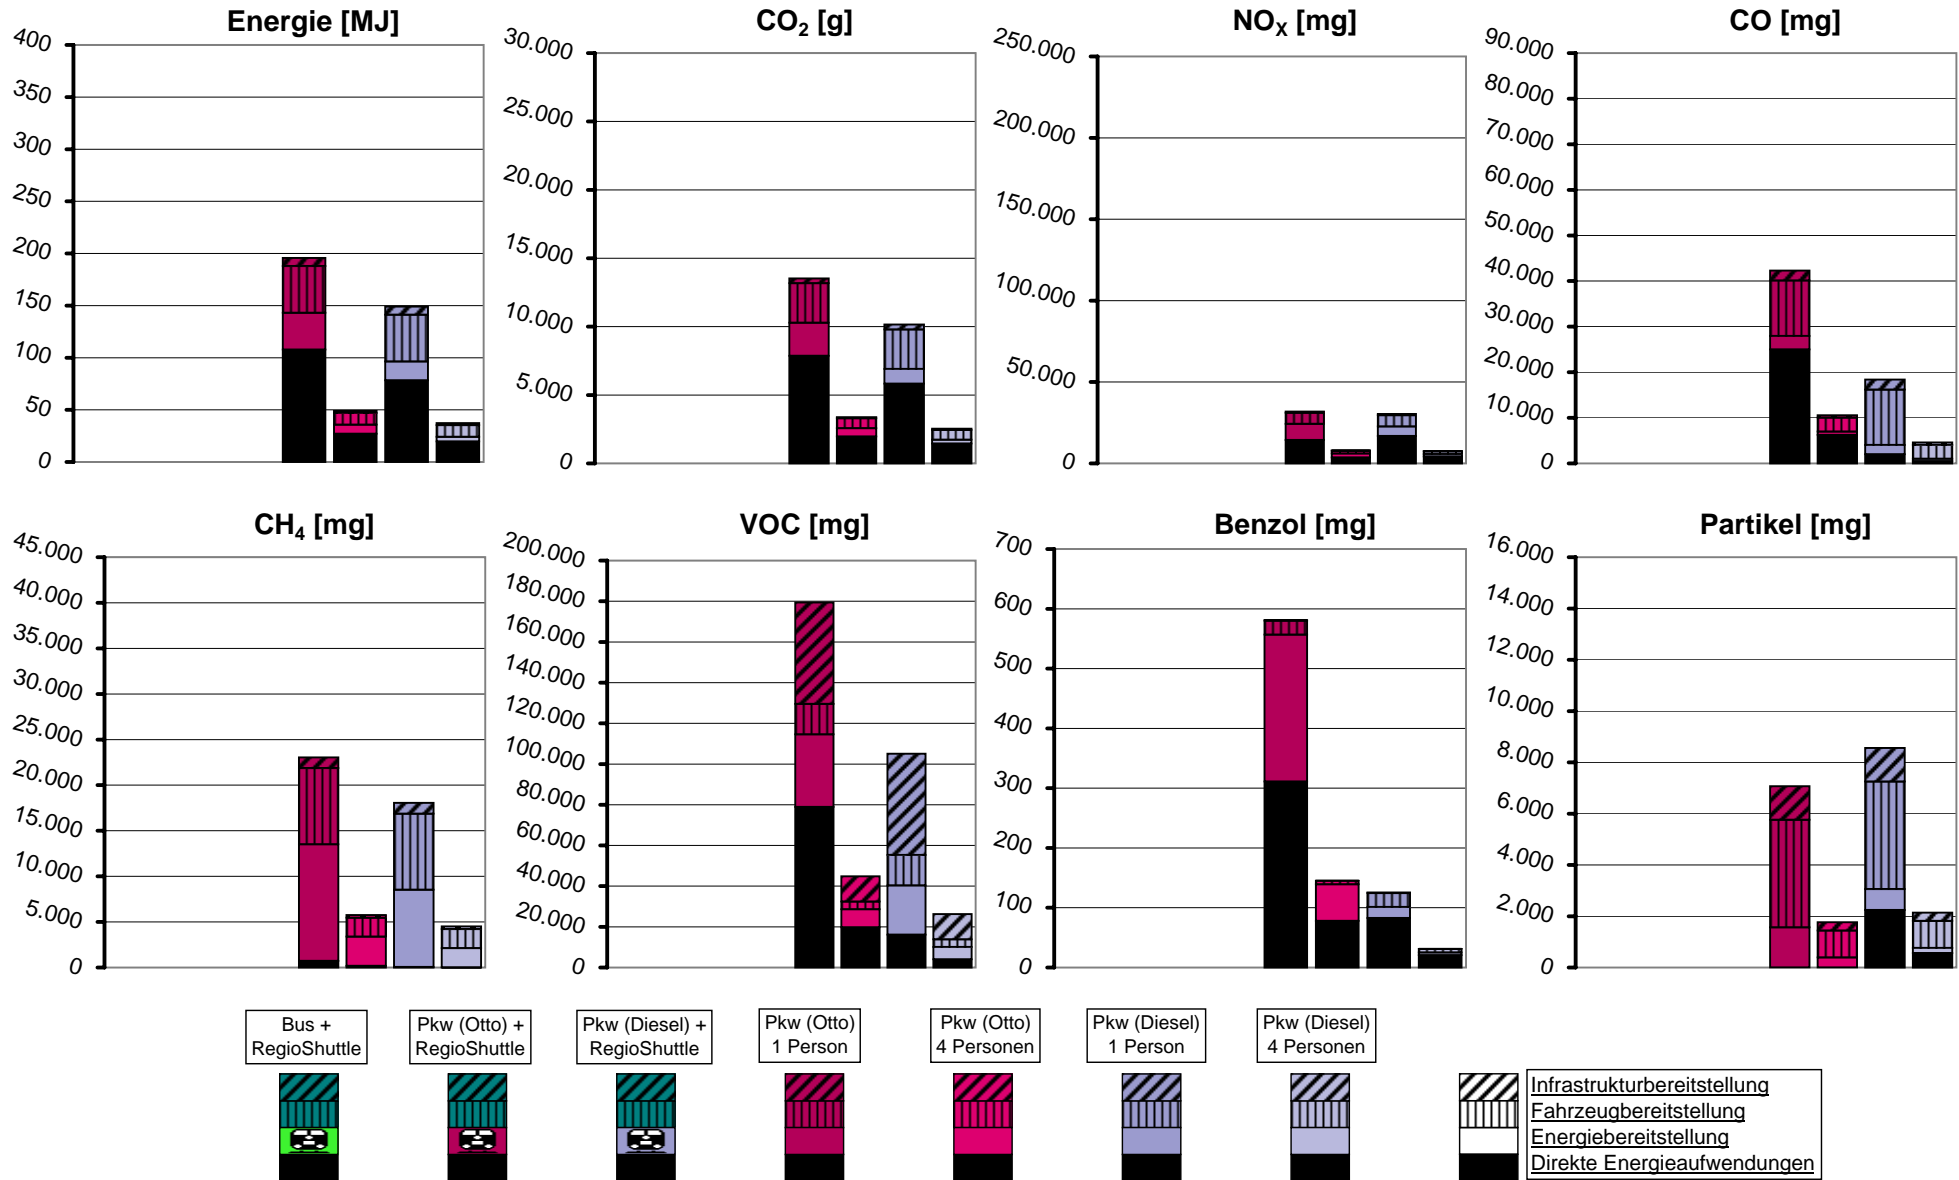 Energie [MJ]
400
350
300
250
200
150
100
50
0
CO₂ [g]
30.000
25.000
20.000
15.000
10.000
5.000
0
NOX [mg]
250.000
200.000
150.000
100.000
50.000
0
CO [mg]
90.000
80.000
70.000
60.000
50.000
40.000
30.000
20.000
10.000
0
CH₄ [mg]
45.000
40.000
35.000
30.000
25.000
20.000
15.000
10.000
5.000
0
VOC [mg]
200.000
180.000
160.000
140.000
120.000
100.000
80.000
60.000
40.000
20.000
0
Benzol [mg]
700
600
500
400
300
200
100
0
Partikel [mg]
16.000
14.000
12.000
10.000
8.000
6.000
4.000
2.000
0
Bus +
RegioShuttle
Pkw (Otto) +
RegioShuttle
Pkw (Diesel) +
RegioShuttle
Pkw (Otto)
1 Person
Pkw (Otto)
4 Personen
Pkw (Diesel)
1 Person
Pkw (Diesel)
4 Personen
Infrastrukturbereitstellung
Fahrzeugbereitstellung
Energiebereitstellung
Direkte Energieaufwendungen